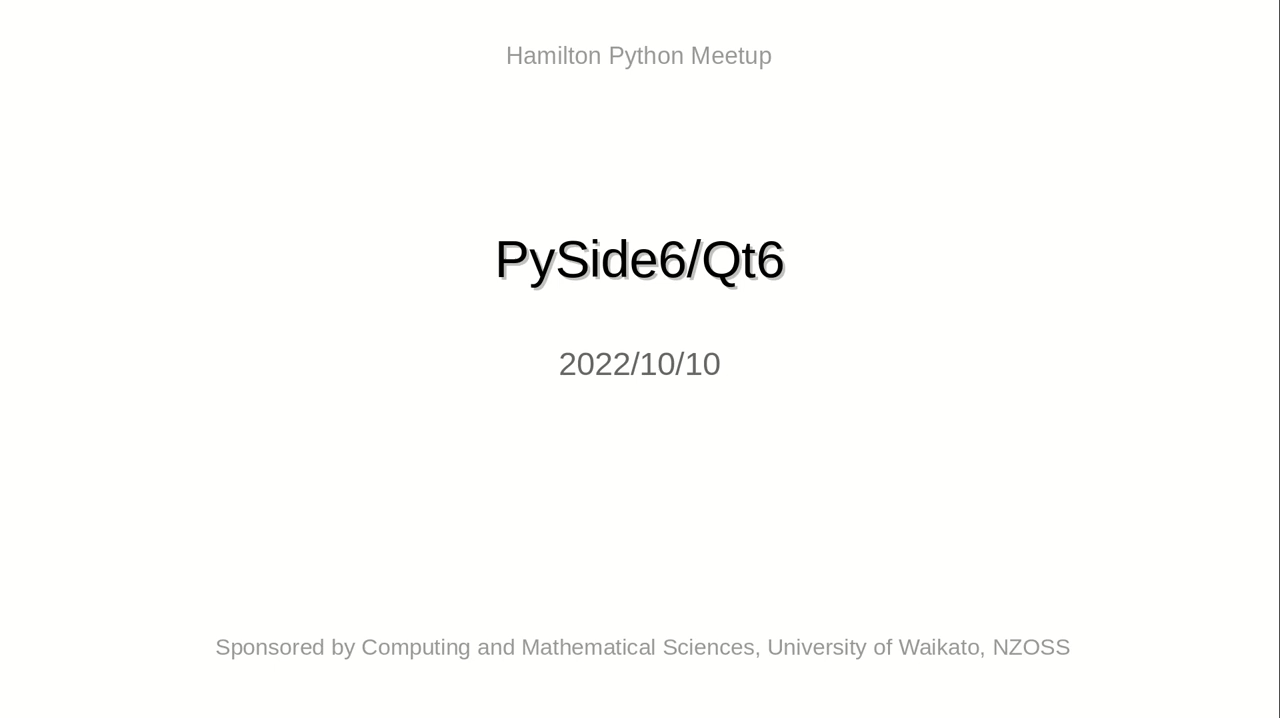 Hamilton Python Meetup
PySide6/Qt6
2022/10/10
Sponsored by Computing and Mathematical Sciences, University of Waikato, NZOSS